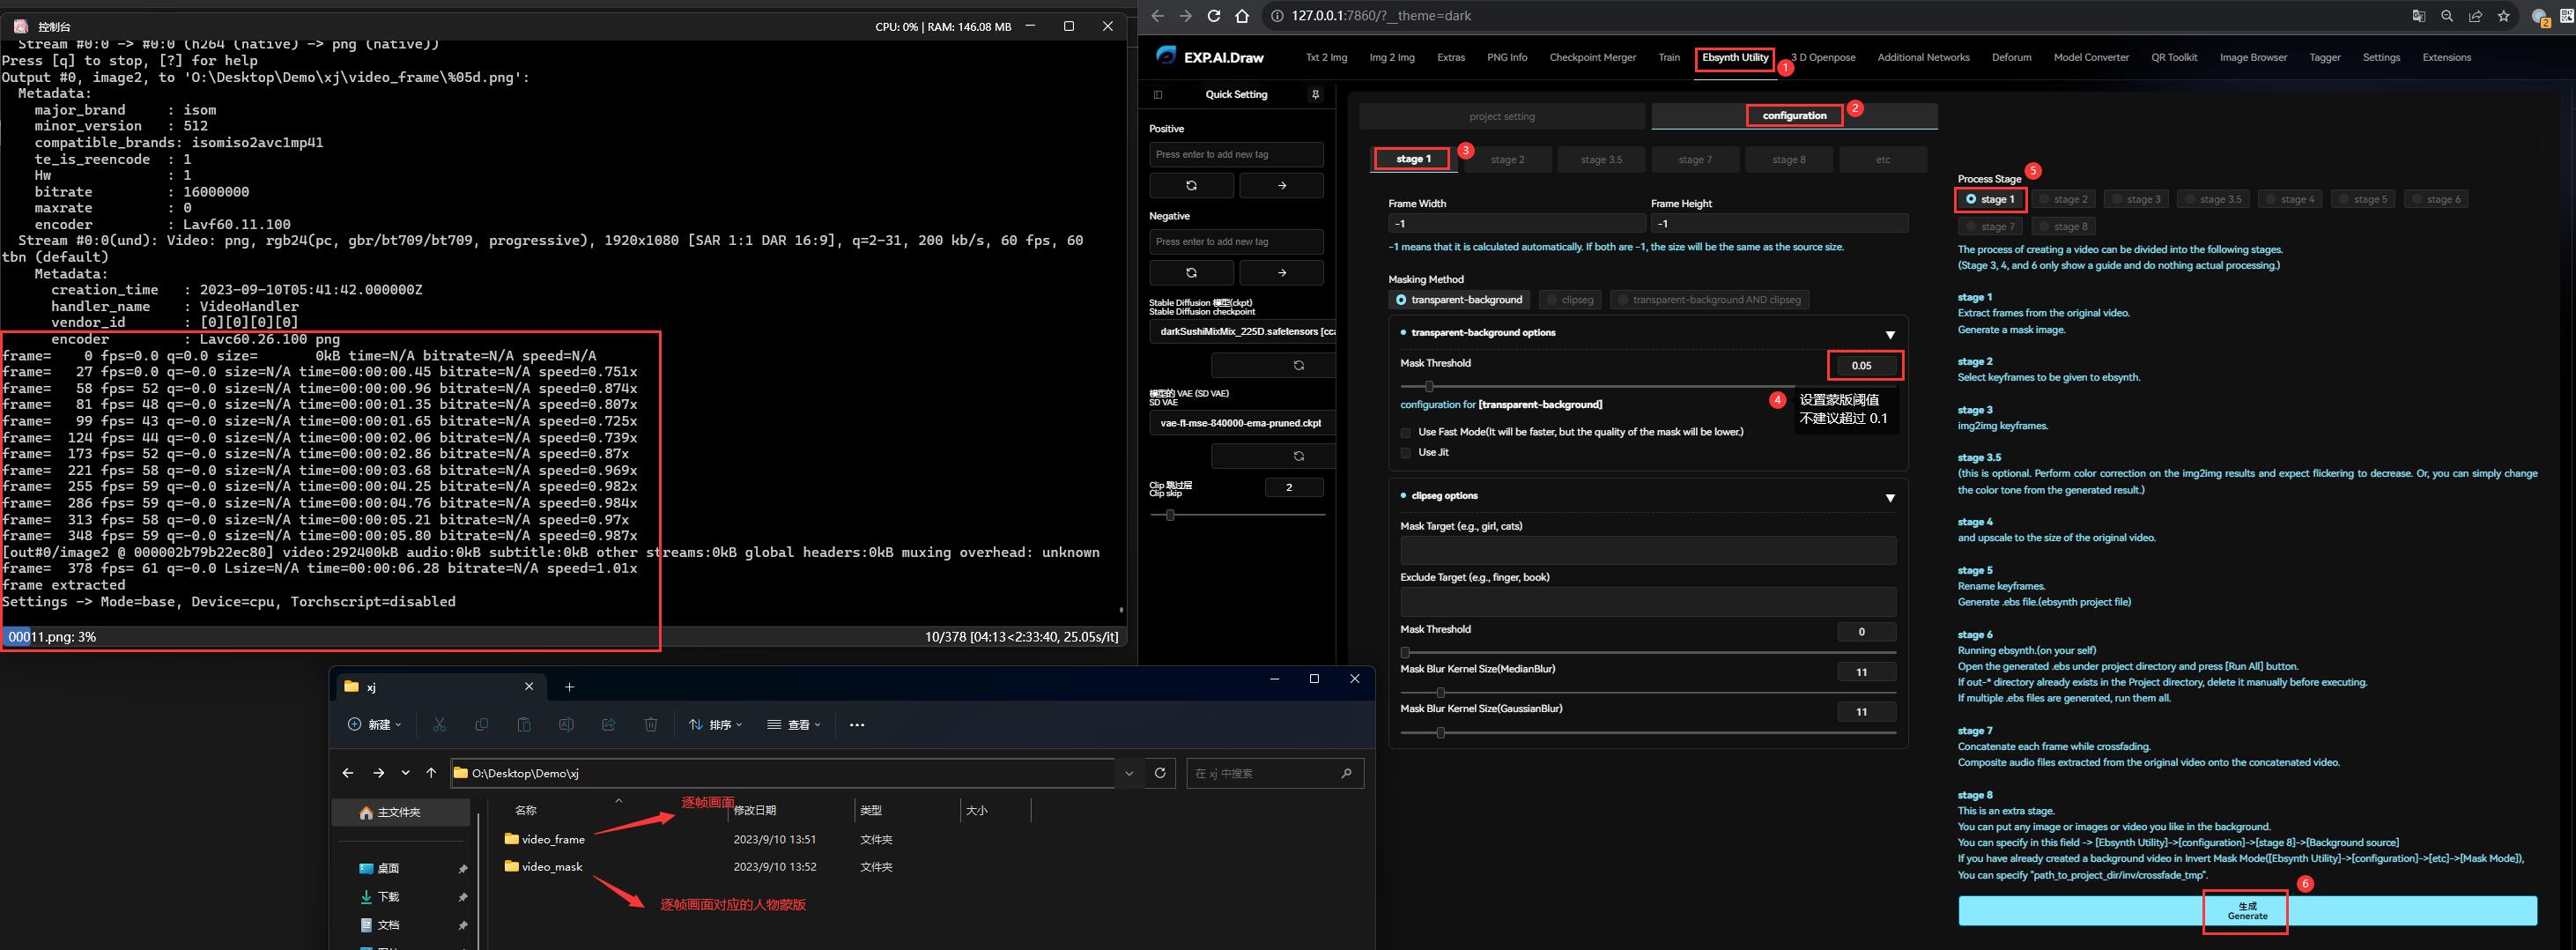 控制台
CPU: 0% | RAM: 146.08 MB
Stream #0:0 -> #0:0 (h264 (native) -> png (native))
Press [q] to stop, [?] for help
Output #0, image2, to 'O:\Desktop\Demo\xj\video_frame\%05d.png':
Metadata:
major_brand : isom
minor_version : 512
compatible_brands: isomiso2avc1mp41
te_is_reencode : 1
Hw : 1
bitrate : 16000000
maxrate : 0
encoder : Lavf60.11.100
Stream #0:0(und): Video: png, rgb24(pc, gbr/bt709/bt709, progressive), 1920x1080 [SAR 1:1 DAR 16:9], q=2-31, 200 kb/s, 60 fps, 60
tbn (default)
Metadata:
creation_time : 2023-09-10T05:41:42.000000Z
handler_name : VideoHandler
vendor_id : [0][0][0][0]
encoder : Lavc60.26.100 png
frame= 0 fps=0.0 q=0.0 size= 0kB time=N/A bitrate=N/A speed=N/A
frame= 27 fps=0.0 q=-0.0 size=N/A time=00:00:00.45 bitrate=N/A speed=0.751x
frame= 58 fps= 52 q=-0.0 size=N/A time=00:00:00.96 bitrate=N/A speed=0.874x
frame= 81 fps= 48 q=-0.0 size=N/A time=00:00:01.35 bitrate=N/A speed=0.807x
frame= 99 fps= 43 q=-0.0 size=N/A time=00:00:01.65 bitrate=N/A speed=0.725x
frame= 124 fps= 44 q=-0.0 size=N/A time=00:00:02.06 bitrate=N/A speed=0.739x
frame= 173 fps= 52 q=-0.0 size=N/A time=00:00:02.86 bitrate=N/A speed=0.87x
frame= 221 fps= 58 q=-0.0 size=N/A time=00:00:03.68 bitrate=N/A speed=0.969x
frame= 255 fps= 59 q=-0.0 size=N/A time=00:00:04.25 bitrate=N/A speed=0.982x
frame= 286 fps= 59 q=-0.0 size=N/A time=00:00:04.76 bitrate=N/A speed=0.984x
frame= 313 fps= 58 q=-0.0 size=N/A time=00:00:05.21 bitrate=N/A speed=0.97x
frame= 348 fps= 59 q=-0.0 size=N/A time=00:00:05.80 bitrate=N/A speed=0.987x
[out#0/image2 @ 000002b79b22ec80] video:292400kB audio:0kB subtitle:0kB other streams:0kB global headers:0kB muxing overhead: unknown
frame= 378 fps= 61 q=-0.0 Lsize=N/A time=00:00:06.28 bitrate=N/A speed=1.01x
frame extracted
Settings -> Mode=base, Device=cpu, Torchscript=disabled
00011.png: 3%
10/378 [04:13<2:33:40, 25.05s/it]
xj
新建
排序
查看
O:\Desktop\Demo\xj
在 xj 中搜索
主文件夹
桌面
下载
文档
名称
修改日期
类型
大小
逐帧画面
video_frame
2023/9/10 13:51
文件夹
video_mask
2023/9/10 13:52
文件夹
逐帧画面对应的人物蒙版
127.0.0.1:7860/?__theme=dark
2
EXP.AI.Draw
Txt 2 Img
Img 2 Img
Extras
PNG Info
Checkpoint Merger
Train
Ebsynth Utility
1
3 D Openpose
Additional Networks
Deforum
Model Converter
QR Toolkit
Image Browser
Tagger
Settings
Extensions
Quick Setting
Positive
Press enter to add new tag
Negative
Press enter to add new tag
Stable Diffusion 模型(ckpt)
Stable Diffusion checkpoint
darkSushiMixMix_225D.safetensors [cca
模型的 VAE (SD VAE)
SD VAE
vae-ft-mse-840000-ema-pruned.ckpt
Clip 跳过层
Clip skip
2
project setting
configuration
2
stage 1
3
stage 2
stage 3.5
stage 7
stage 8
etc
Frame Width
-1
Frame Height
-1
-1 means that it is calculated automatically. If both are -1, the size will be the same as the source size.
Masking Method
transparent-background
clipseg
transparent-background AND clipseg
transparent-background options
Mask Threshold
0.05
configuration for [transparent-background]
4
设置蒙版阈值
不建议超过 0.1
Use Fast Mode(It will be faster, but the quality of the mask will be lower.)
Use Jit
clipseg options
Mask Target (e.g., girl, cats)
Exclude Target (e.g., finger, book)
Mask Threshold
0
Mask Blur Kernel Size(MedianBlur)
11
Mask Blur Kernel Size(GaussianBlur)
11
Process Stage
5
stage 1
stage 2
stage 3
stage 3.5
stage 4
stage 5
stage 6
stage 7
stage 8
The process of creating a video can be divided into the following stages.
(Stage 3, 4, and 6 only show a guide and do nothing actual processing.)
stage 1
Extract frames from the original video.
Generate a mask image.
stage 2
Select keyframes to be given to ebsynth.
stage 3
img2img keyframes.
stage 3.5
(this is optional. Perform color correction on the img2img results and expect flickering to decrease. Or, you can simply change
the color tone from the generated result.)
stage 4
and upscale to the size of the original video.
stage 5
Rename keyframes.
Generate .ebs file.(ebsynth project file)
stage 6
Running ebsynth.(on your self)
Open the generated .ebs under project directory and press [Run All] button.
If out-* directory already exists in the Project directory, delete it manually before executing.
If multiple .ebs files are generated, run them all.
stage 7
Concatenate each frame while crossfading.
Composite audio files extracted from the original video onto the concatenated video.
stage 8
This is an extra stage.
You can put any image or images or video you like in the background.
You can specify in this field -> [Ebsynth Utility]->[configuration]->[stage 8]->[Background source]
If you have already created a background video in Invert Mask Mode([Ebsynth Utility]->[configuration]->[etc]->[Mask Mode]),
You can specify "path_to_project_dir/inv/crossfade_tmp".
6
生成
Generate